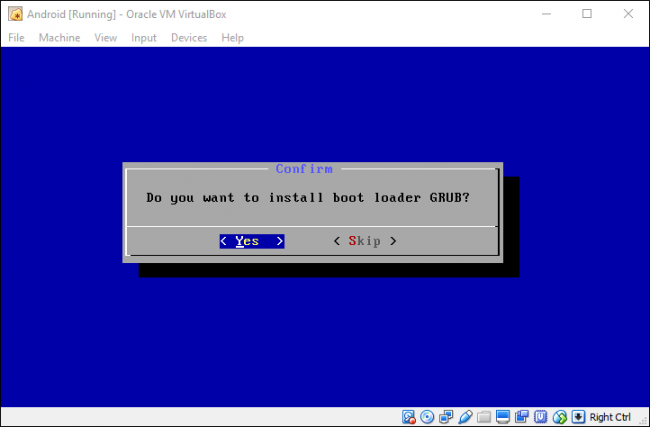 Android [Running] - Oracle VM VirtualBox
File Machine View Input Devices Help
Confirm
Do you want to install boot loader GRUB?
< Yes > < Skip >
Right Ctrl